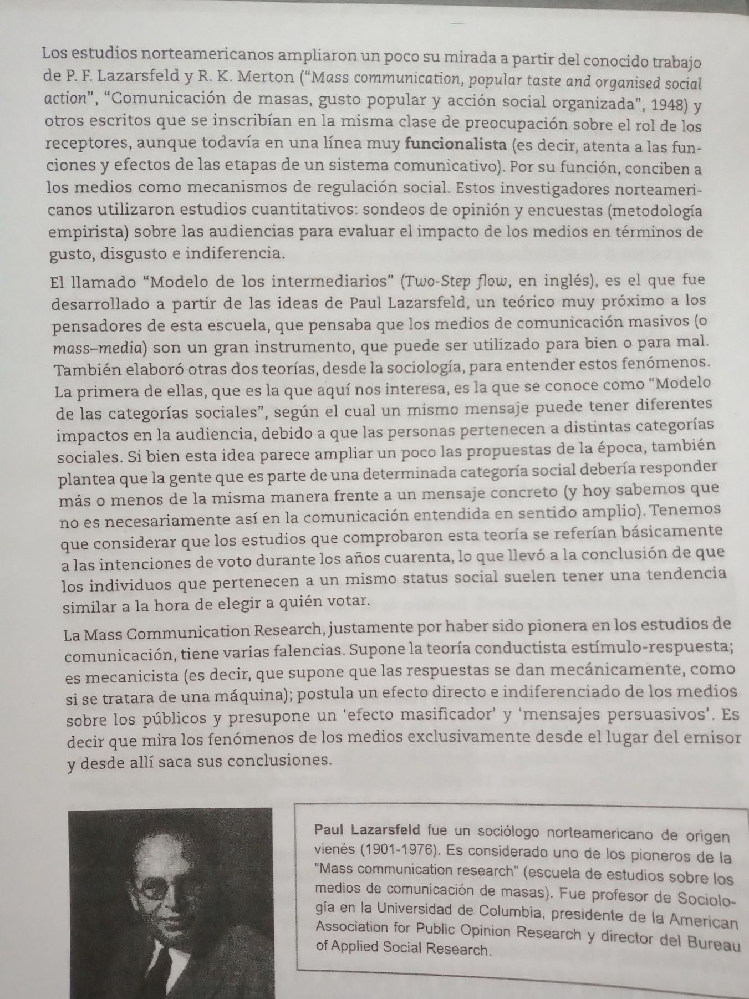 Los estudios norteamericanos ampliaron un poco su mirada a partir del conocido trabajo
de P. F. Lazarsfeld y R. K. Merton (“Mass communication, popular taste and organised social
action”, “Comunicación de masas, gusto popular y acción social organizada”, 1948) y
otros escritos que se inscribían en la misma clase de preocupación sobre el rol de los
receptores, aunque todavía en una línea muy funcionalista (es decir, atenta a las fun-
ciones y efectos de las etapas de un sistema comunicativo). Por su función, conciben a
los medios como mecanismos de regulación social. Estos investigadores norteameri-
canos utilizaron estudios cuantitativos: sondeos de opinión y encuestas (metodología
empirista) sobre las audiencias para evaluar el impacto de los medios en términos de
gusto, disgusto e indiferencia.
El llamado “Modelo de los intermediarios” (Two-Step flow, en inglés), es el que fue
desarrollado a partir de las ideas de Paul Lazarsfeld, un teórico muy próximo a los
pensadores de esta escuela, que pensaba que los medios de comunicación masivos (o
mass–media) son un gran instrumento, que puede ser utilizado para bien o para mal.
También elaboró otras dos teorías, desde la sociología, para entender estos fenómenos.
La primera de ellas, que es la que aquí nos interesa, es la que se conoce como “Modelo
de las categorías sociales”, según el cual un mismo mensaje puede tener diferentes
impactos en la audiencia, debido a que las personas pertenecen a distintas categorías
sociales. Si bien esta idea parece ampliar un poco las propuestas de la época, también
plantea que la gente que es parte de una determinada categoría social debería responder
más o menos de la misma manera frente a un mensaje concreto (y hoy sabemos que
no es necesariamente así en la comunicación entendida en sentido amplio). Tenemos
que considerar que los estudios que comprobaron esta teoría se referían básicamente
a las intenciones de voto durante los años cuarenta, lo que llevó a la conclusión de que
los individuos que pertenecen a un mismo status social suelen tener una tendencia
similar a la hora de elegir a quién votar.
La Mass Communication Research, justamente por haber sido pionera en los estudios de
comunicación, tiene varias falencias. Supone la teoría conductista estímulo-respuesta;
es mecanicista (es decir, que supone que las respuestas se dan mecánicamente, como
si se tratara de una máquina); postula un efecto directo e indiferenciado de los medios
sobre los públicos y presupone un ‘efecto masificador’ y ‘mensajes persuasivos’. Es
decir que mira los fenómenos de los medios exclusivamente desde el lugar del emisor
y desde allí saca sus conclusiones.
Paul Lazarsfeld fue un sociólogo norteamericano de origen
vienés (1901-1976). Es considerado uno de los pioneros de la
“Mass communication research” (escuela de estudios sobre los
medios de comunicación de masas). Fue profesor de Sociolo-
gía en la Universidad de Columbia, presidente de la American
Association for Public Opinion Research y director del Bureau
of Applied Social Research.